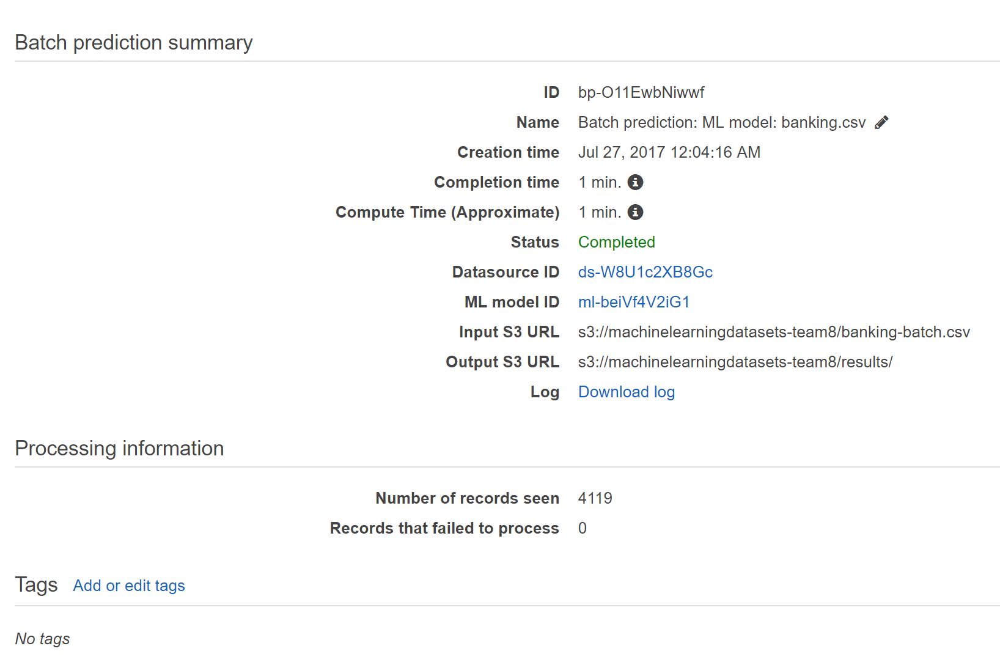 Batch prediction summary
ID bp-O11EwbNiwwf
Name Batch prediction: ML model: banking.csv
Creation time Jul 27, 2017 12:04:16 AM
Completion time 1 min.
Compute Time (Approximate) 1 min.
Status Completed
Datasource ID ds-W8U1c2XB8Gc
ML model ID ml-beiVf4V2iG1
Input S3 URL s3://machinelearningdatasets-team8/banking-batch.csv
Output S3 URL s3://machinelearningdatasets-team8/results/
Log Download log
Processing information
Number of records seen 4119
Records that failed to process 0
Tags Add or edit tags
No tags